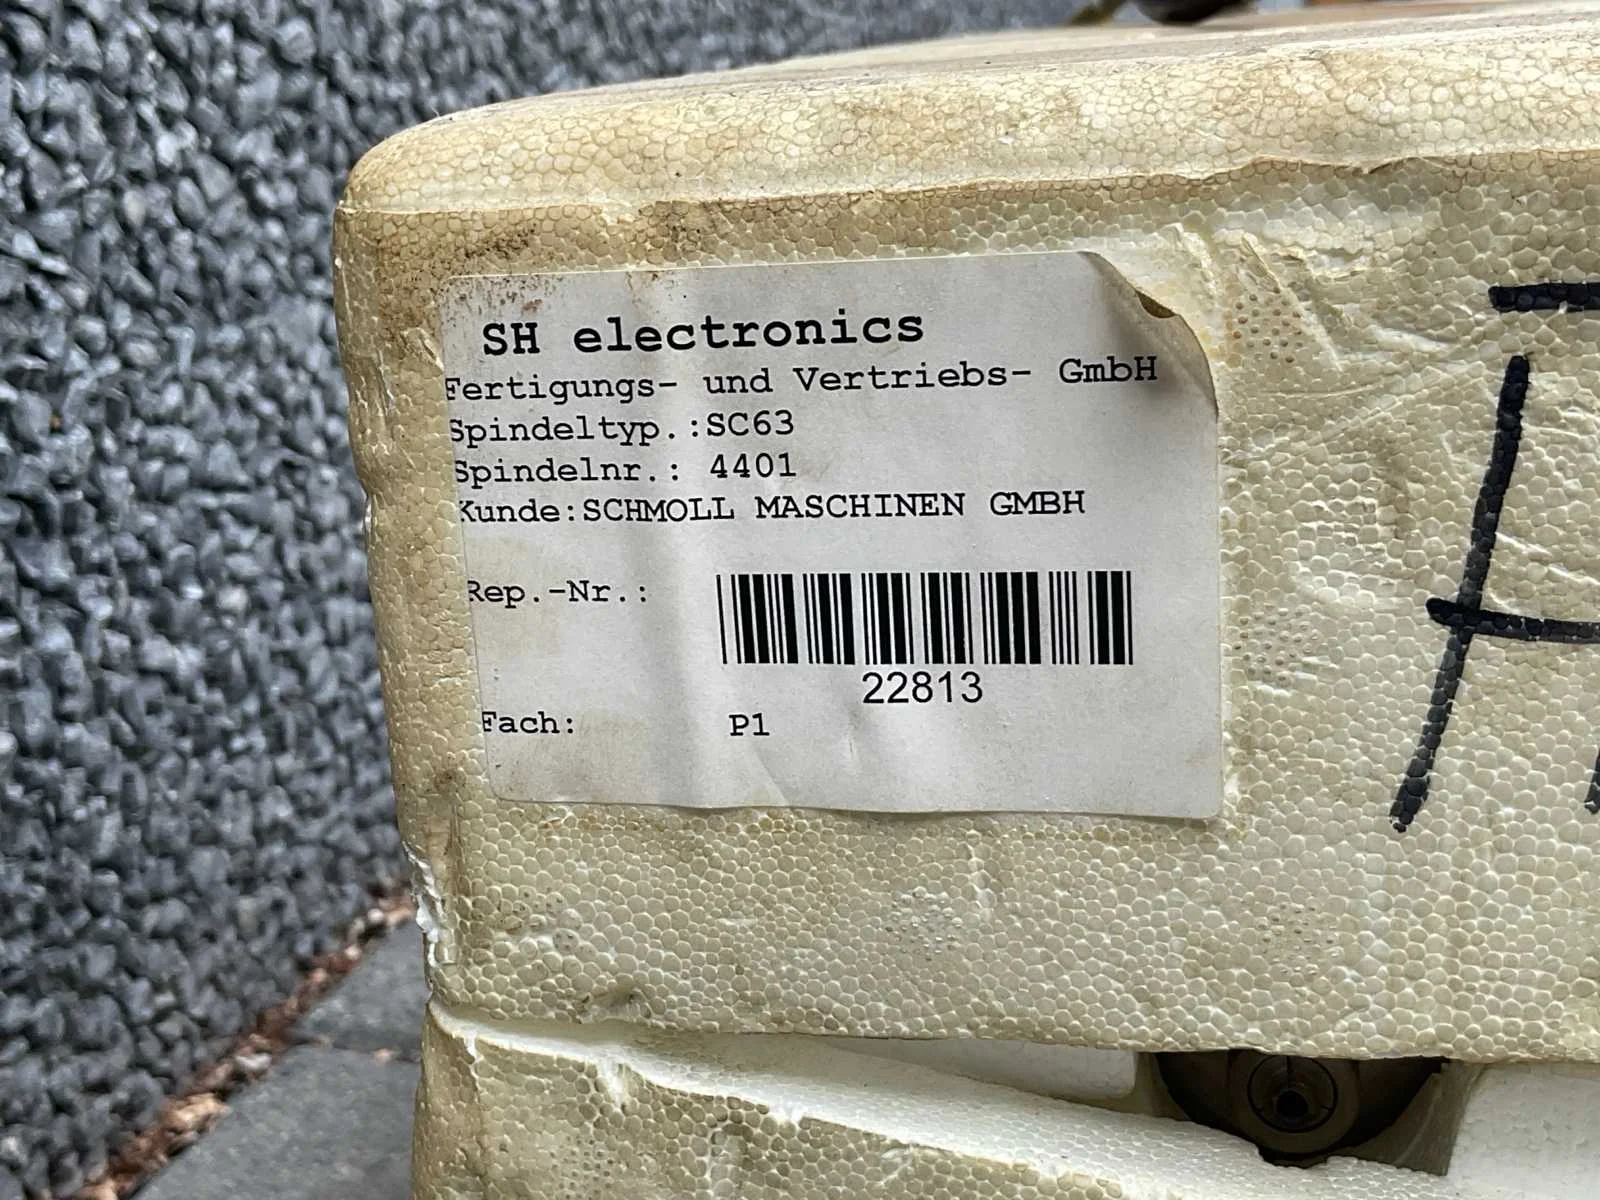 SH electronics
Fertigungs- und Vertriebs- GmbH
Spindeltyp.:SC63
Spindelnr.: 4401
Kunde:SCHMOLL MASCHINEN GMBH
Rep.-Nr.:
22813
Fach: P1